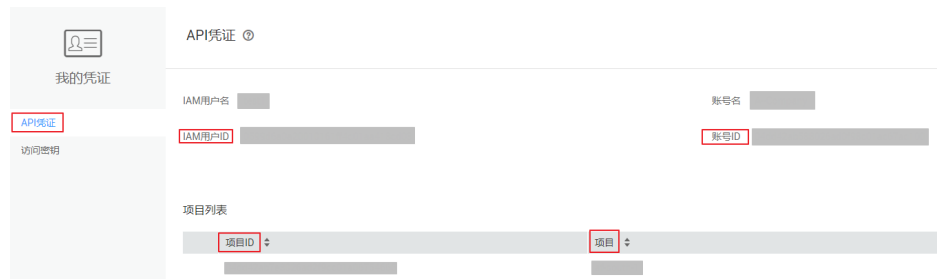 API凭证
我的凭证
API凭证
访问密钥
IAM用户名
账号名
IAM用户ID
账号ID
项目列表
项目ID
项目